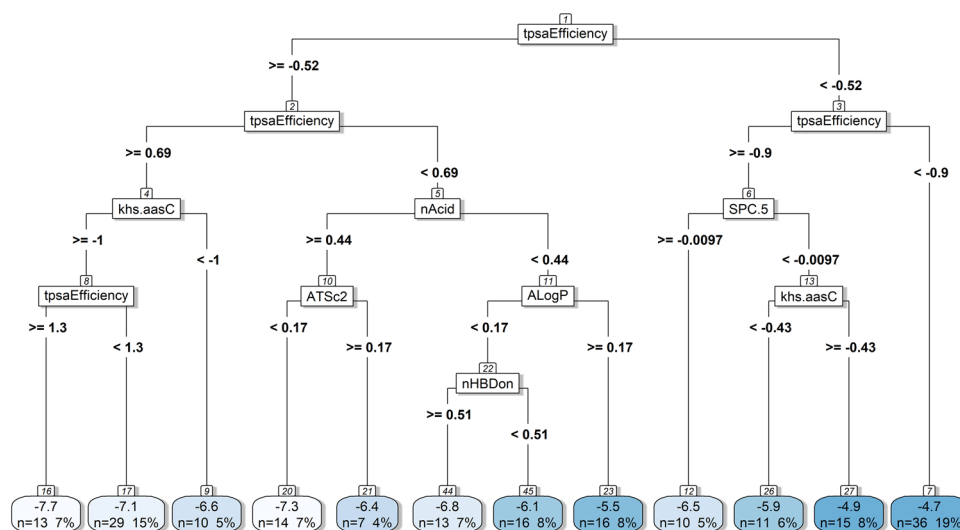 1
tpsaEfficiency
>= -0.52
< -0.52
2
tpsaEfficiency
3
tpsaEfficiency
>= 0.69
< 0.69
>= -0.9
< -0.9
4
khs.aasC
5
nAcid
6
SPC.5
>= -1
< -1
>= 0.44
< 0.44
>= -0.0097
< -0.0097
8
tpsaEfficiency
10
ATSc2
11
ALogP
13
khs.aasC
>= 1.3
< 1.3
< 0.17
>= 0.17
< 0.17
>= 0.17
< -0.43
>= -0.43
22
nHBDon
>= 0.51
< 0.51
16
-7.7
n=13 7%
17
-7.1
n=29 15%
9
-6.6
n=10 5%
20
-7.3
n=14 7%
21
-6.4
n=7 4%
44
-6.8
n=13 7%
45
-6.1
n=16 8%
23
-5.5
n=16 8%
12
-6.5
n=10 5%
26
-5.9
n=11 6%
27
-4.9
n=15 8%
7
-4.7
n=36 19%